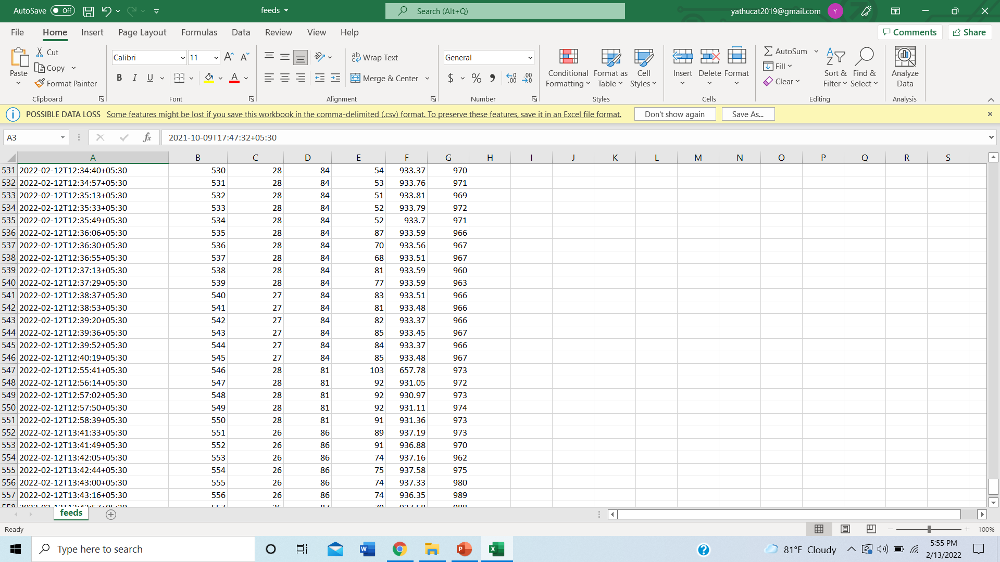 AutoSave Off feeds Search (Alt+Q) yathucat2019@gmail.com Y
File Home Insert Page Layout Formulas Data Review View Help Comments Share
Paste Cut Copy Format Painter Clipboard
Calibri 11 B I U A Font
Wrap Text Merge & Center Alignment
General $ % Number
Conditional Formatting Format as Table Cell Styles Styles
Insert Delete Format Cells
AutoSum Fill Clear Sort & Filter Find & Select Editing
Analyze Data Analysis
POSSIBLE DATA LOSS Some features might be lost if you save this workbook in the comma-delimited (.csv) format. To preserve these features, save it in an Excel file format. Don't show again Save As...
A3 fx 2021-10-09T17:47:32+05:30
A B C D E F G H I J K L M N O P Q R S
531 2022-02-12T12:34:40+05:30 530 28 84 54 933.37 970
532 2022-02-12T12:34:57+05:30 531 28 84 53 933.76 971
533 2022-02-12T12:35:13+05:30 532 28 84 51 933.81 969
534 2022-02-12T12:35:33+05:30 533 28 84 52 933.79 972
535 2022-02-12T12:35:49+05:30 534 28 84 52 933.7 971
536 2022-02-12T12:36:06+05:30 535 28 84 87 933.59 966
537 2022-02-12T12:36:30+05:30 536 28 84 70 933.56 967
538 2022-02-12T12:36:55+05:30 537 28 84 68 933.51 967
539 2022-02-12T12:37:13+05:30 538 28 84 81 933.59 960
540 2022-02-12T12:37:29+05:30 539 28 84 77 933.59 963
541 2022-02-12T12:38:37+05:30 540 27 84 83 933.51 966
542 2022-02-12T12:38:53+05:30 541 27 84 81 933.48 966
543 2022-02-12T12:39:20+05:30 542 27 84 82 933.37 966
544 2022-02-12T12:39:36+05:30 543 27 84 85 933.45 967
545 2022-02-12T12:39:52+05:30 544 27 84 84 933.37 966
546 2022-02-12T12:40:19+05:30 545 27 84 85 933.48 967
547 2022-02-12T12:55:41+05:30 546 28 81 103 657.78 973
548 2022-02-12T12:56:14+05:30 547 28 81 92 931.05 972
549 2022-02-12T12:57:02+05:30 548 28 81 92 930.97 973
550 2022-02-12T12:57:50+05:30 549 28 81 92 931.11 974
551 2022-02-12T12:58:39+05:30 550 28 81 91 931.36 973
552 2022-02-12T13:41:33+05:30 551 26 86 89 937.19 973
553 2022-02-12T13:41:49+05:30 552 26 86 91 936.88 970
554 2022-02-12T13:42:05+05:30 553 26 86 74 937.16 962
555 2022-02-12T13:42:44+05:30 554 26 86 75 937.58 975
556 2022-02-12T13:43:00+05:30 555 26 86 74 937.33 980
557 2022-02-12T13:43:16+05:30 556 26 86 74 936.35 989
feeds
Ready 100%
Type here to search 81°F Cloudy 5:55 PM
2/13/2022